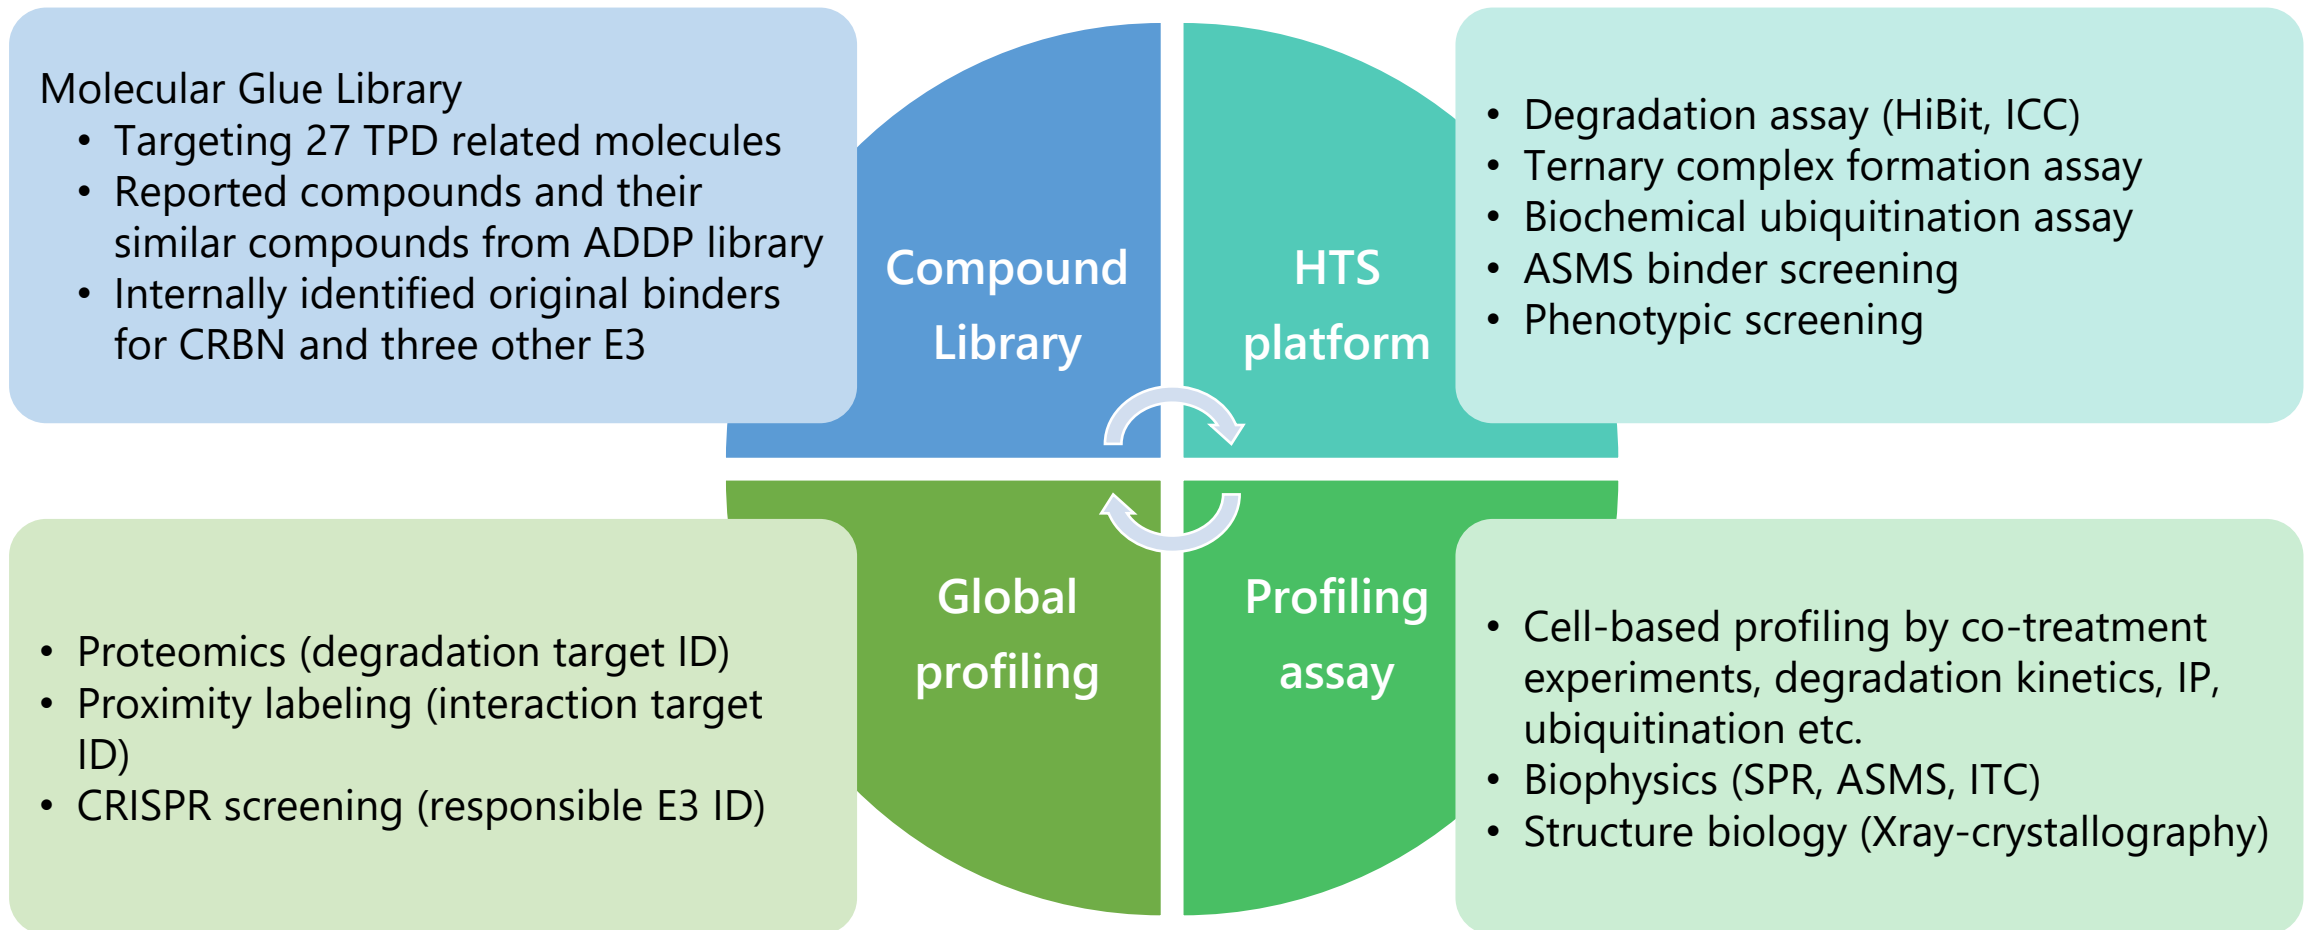 Molecular Glue Library
• Targeting 27 TPD related molecules
• Reported compounds and their
similar compounds from ADDP library
• Internally identified original binders
for CRBN and three other E3
Compound
Library
HTS
platform
• Degradation assay (HiBit, ICC)
• Ternary complex formation assay
• Biochemical ubiquitination assay
• ASMS binder screening
• Phenotypic screening
• Proteomics (degradation target ID)
• Proximity labeling (interaction target
ID)
• CRISPR screening (responsible E3 ID)
Global
profiling
Profiling
assay
• Cell-based profiling by co-treatment
experiments, degradation kinetics, IP,
ubiquitination etc.
• Biophysics (SPR, ASMS, ITC)
• Structure biology (Xray-crystallography)